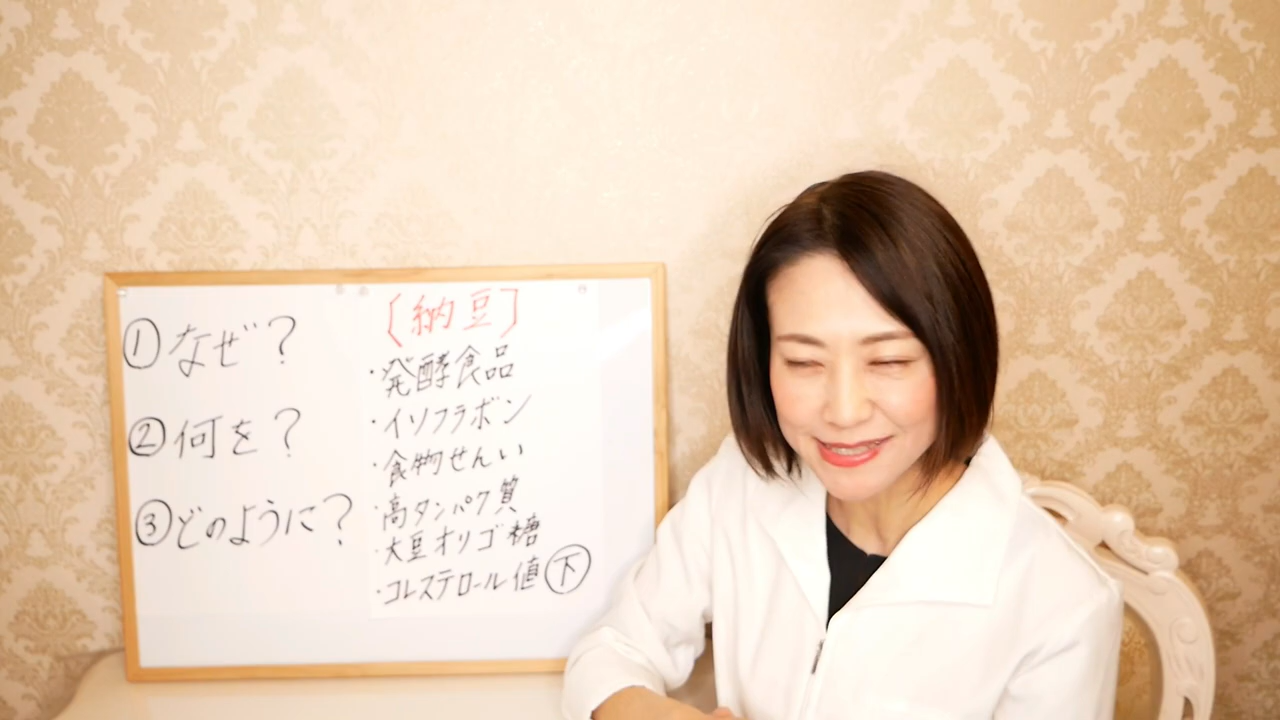 ①なぜ?
②何を?
③どのように?
[納豆]
・発酵食品
・イソフラボン
・食物せんい
・高タンパク質
・大豆オリゴ糖
・コレステロール値㊦